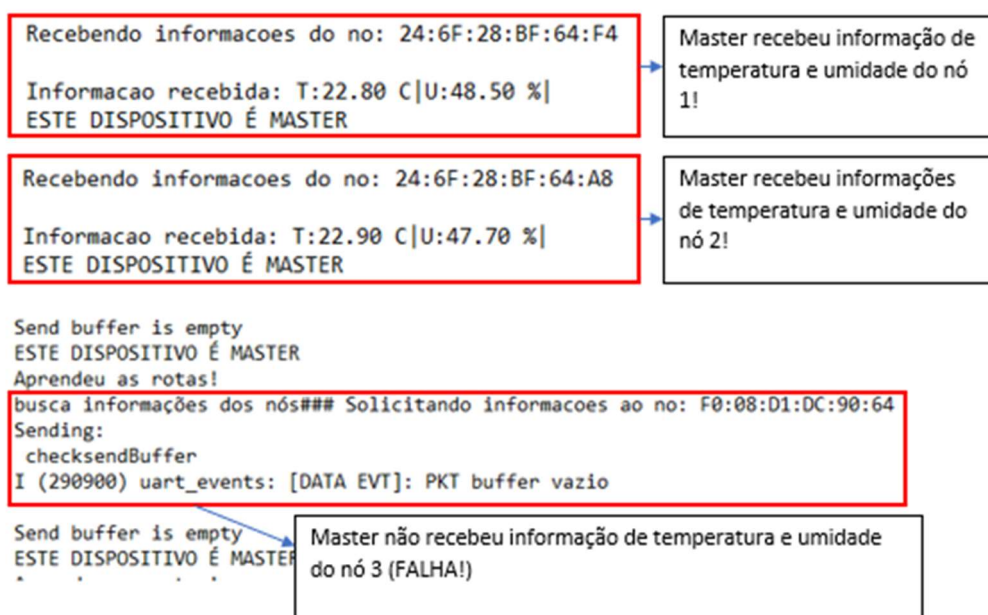 Recebendo informacoes do no: 24:6F:28:BF:64:F4
Informacao recebida: T:22.80 C|U:48.50 %|
ESTE DISPOSITIVO É MASTER
Master recebeu informação de
temperatura e umidade do nó
1!
Recebendo informacoes do no: 24:6F:28:BF:64:A8
Informacao recebida: T:22.90 C|U:47.70 %|
ESTE DISPOSITIVO É MASTER
Master recebeu informações
de temperatura e umidade do
nó 2!
Send buffer is empty
ESTE DISPOSITIVO É MASTER
Aprendeu as rotas!
busca informações dos nós### Solicitando informacoes ao no: F0:08:D1:DC:90:64
Sending:
checksendBuffer
I (290900) uart_events: [DATA EVT]: PKT buffer vazio
Send buffer is empty
ESTE DISPOSITIVO É MASTER
Master não recebeu informação de temperatura e umidade
do nó 3 (FALHA!)